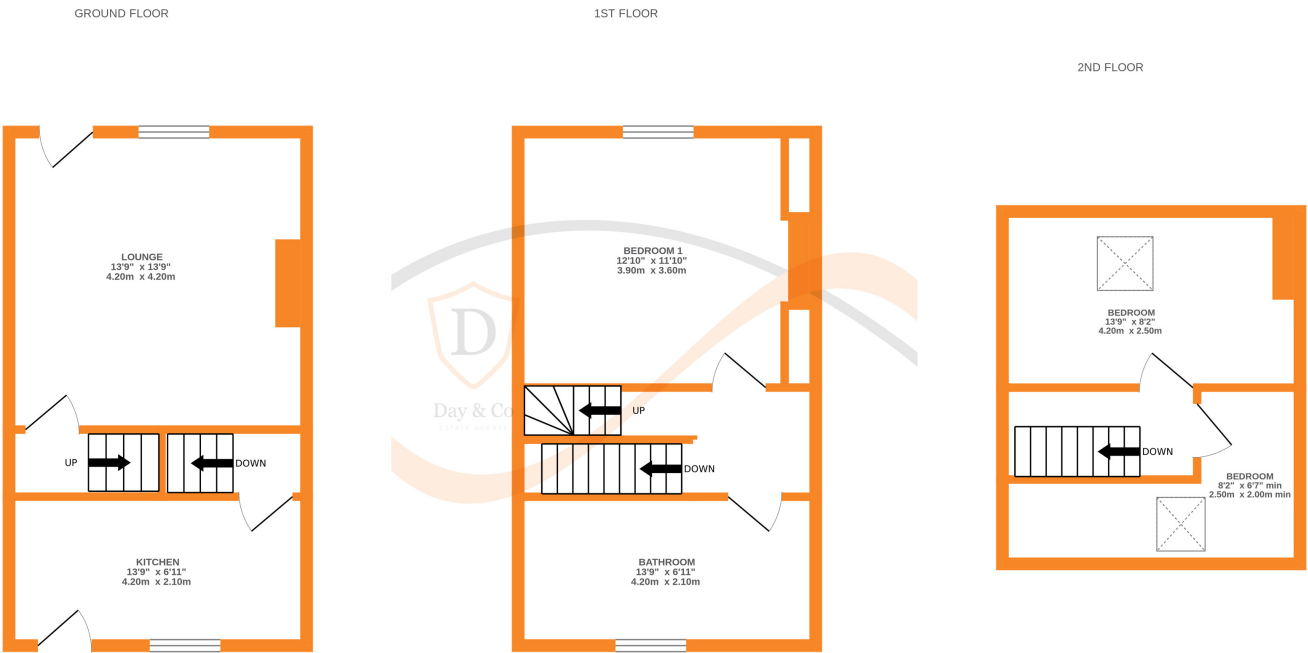 GROUND FLOOR
LOUNGE
13'9" x 13'9"
4.20m x 4.20m
UP
DOWN
KITCHEN
13'9" x 6'11"
4.20m x 2.10m
1ST FLOOR
BEDROOM 1
12'10" x 11'10"
3.90m x 3.60m
D
Day & Co
estate agents
UP
DOWN
BATHROOM
13'9" x 6'11"
4.20m x 2.10m
2ND FLOOR
BEDROOM
13'9" x 8'2"
4.20m x 2.50m
DOWN
BEDROOM
8'2" x 6'7" min
2.50m x 2.00m min